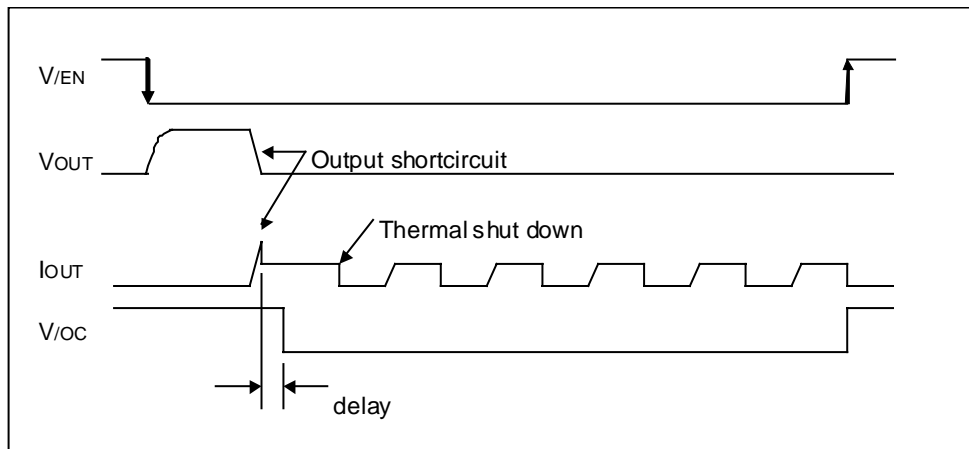 V/EN
VOUT
Output shortcircuit
Thermal shut down
IOUT
V/OC
delay